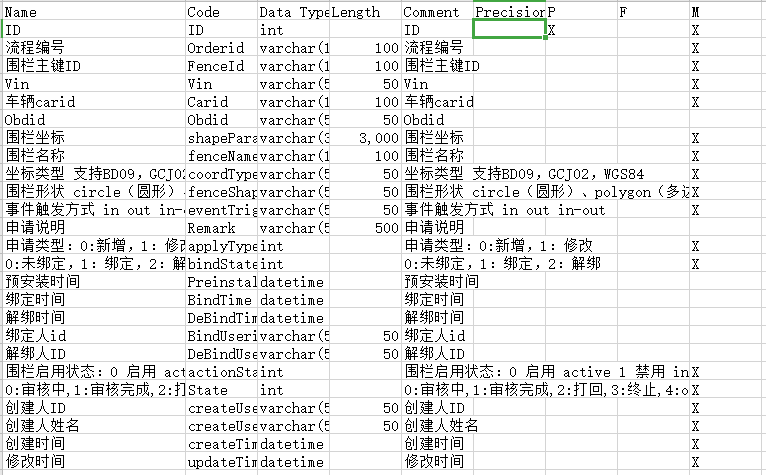 Name Code Data Type Length Comment Precision P F M
ID ID int ID X X
流程编号 Orderid varchar(1 100 流程编号 X
围栏主键ID FenceId varchar(1 100 围栏主键ID X
Vin Vin varchar(5 50 Vin X
车辆carid Carid varchar(1 100 车辆carid X
Obdid Obdid varchar(5 50 Obdid
围栏坐标 shapePara varchar(3 3,000 围栏坐标 X
围栏名称 fenceName varchar(1 100 围栏名称 X
坐标类型 支持BD09，GCJ02 coordType varchar(5 50 坐标类型 支持BD09，GCJ02，WGS84 X
围栏形状 circle（圆形） fenceShap varchar(5 50 围栏形状 circle（圆形）、polygon（多边 X
事件触发方式 in out in- eventTrig varchar(5 50 事件触发方式 in out in-out X
申请说明 Remark varchar(5 500 申请说明
申请类型：0:新增，1：修改 applyType int 申请类型：0:新增，1：修改 X
0:未绑定，1：绑定，2：解 bindState int 0:未绑定，1：绑定，2：解绑 X
预安装时间 Preinstal datetime 预安装时间
绑定时间 BindTime datetime 绑定时间
解绑时间 DeBindTim datetime 解绑时间
绑定人id BindUseri varchar(5 50 绑定人id
解绑人ID DeBindUse varchar(5 50 解绑人ID
围栏启用状态：0 启用 act actionSta int 围栏启用状态：0 启用 active 1 禁用 in X
0:审核中,1:审核完成,2:打 State int 0:审核中,1:审核完成,2:打回,3:终止,4:o X
创建人ID createUse varchar(5 50 创建人ID X
创建人姓名 createUse varchar(5 50 创建人姓名 X
创建时间 createTim datetime 创建时间 X
修改时间 updateTim datetime 修改时间 X